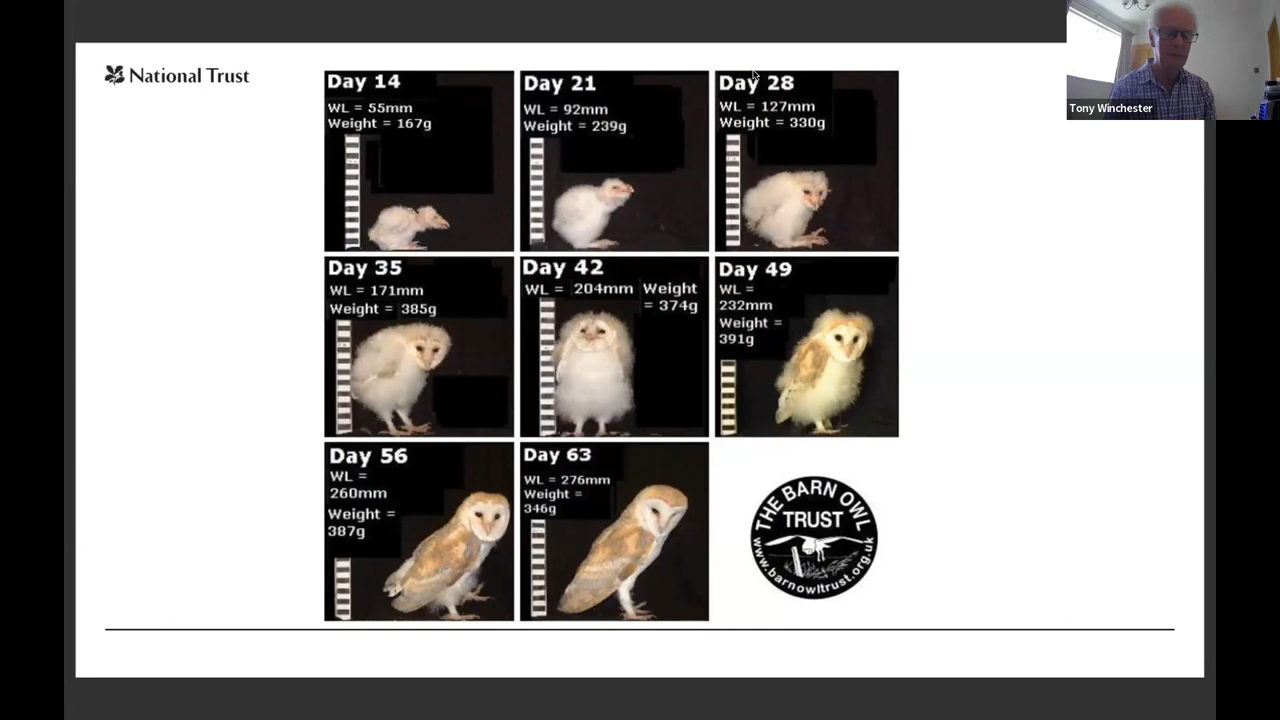 National Trust
Tony Winchester
Day 14
WL = 55mm
Weight = 167g
Day 21
WL = 92mm
Weight = 239g
Day 28
WL = 127mm
Weight = 330g
Day 35
WL = 171mm
Weight = 385g
Day 42
WL = 204mm Weight
= 374g
Day 49
WL =
232mm
Weight =
391g
Day 56
WL =
260mm
Weight =
387g
Day 63
WL = 276mm
Weight =
346g
THE BARN OWL
TRUST
www.barnowltrust.org.uk